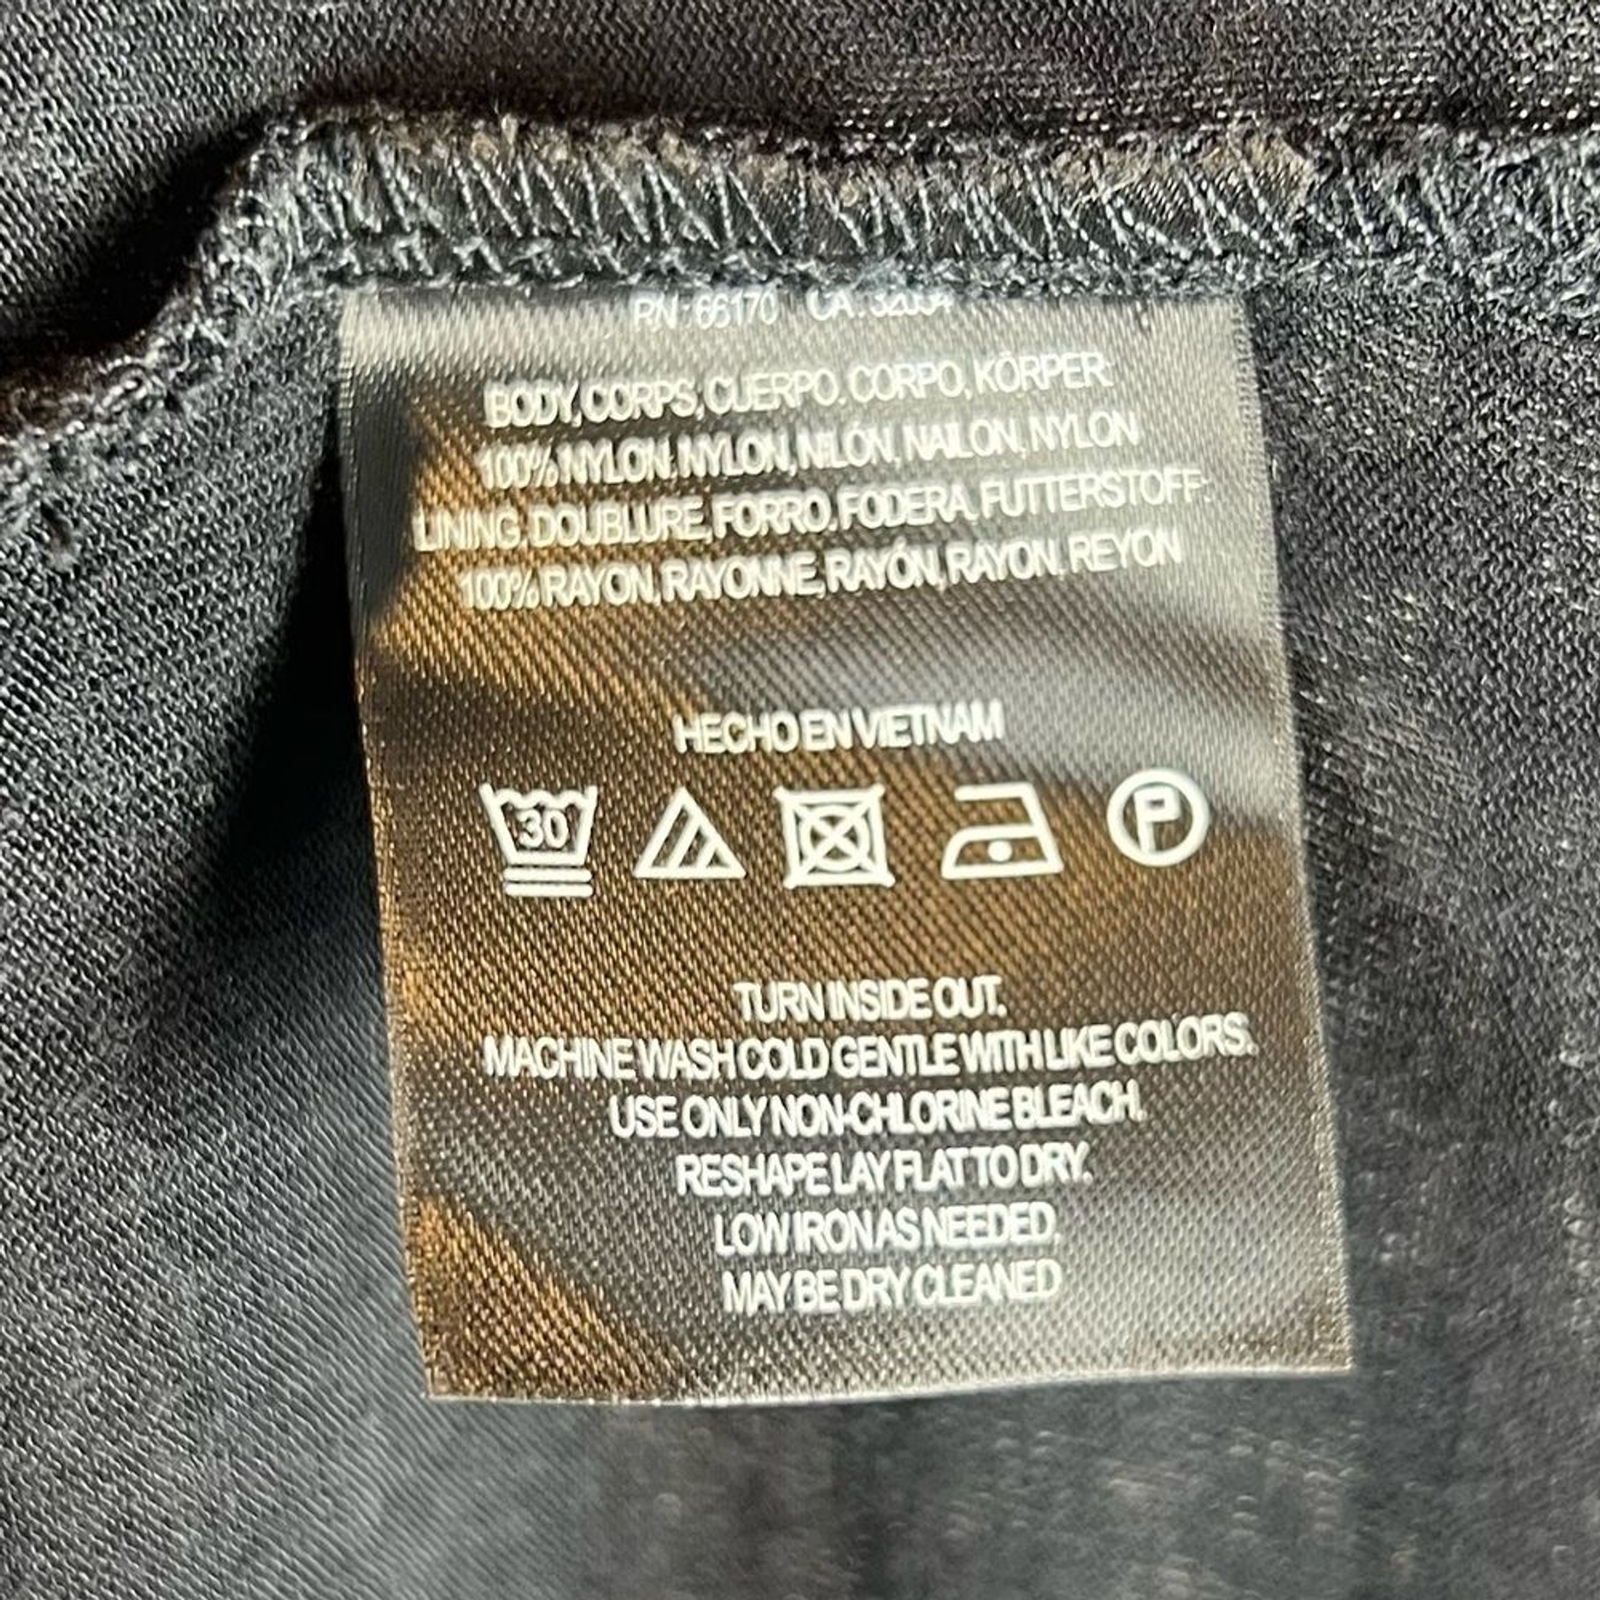 RN : 66170 CA :
BODY, CORPS, CUERPO. CORPO, KÖRPER:
100% NYLON. NYLON, NILÓN, NAILON, NYLON
LINING. DOUBLURE, FORRO. FODERA, FUTTERSTOFF:
100% RAYON, RAYONNE, RAYÓN, RAYON. REYON
HECHO EN VIETNAM
30 P
TURN INSIDE OUT.
MACHINE WASH COLD GENTLE WITH LIKE COLORS.
USE ONLY NON-CHLORINE BLEACH.
RESHAPE LAY FLAT TO DRY.
LOW IRON AS NEEDED.
MAY BE DRY CLEANED